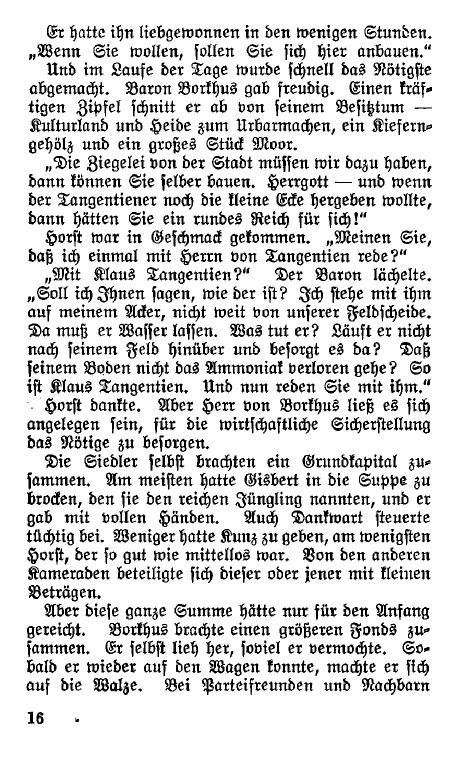 Er hatte ihn liebgewonnen in den wenigen Stunden.
„Wenn Sie wollen, sollen Sie sich hier anbauen.“
Und im Laufe der Tage wurde schnell das Nötigste
abgemacht. Baron Borkhus gab freudig. Einen kräf-
tigen Zipfel schnitt er ab von seinem Besitztum —
Kulturland und Heide zum Urbarmachen, ein Kiefern-
gehölz und ein großes Stück Moor.
„Die Ziegelei von der Stadt müssen wir dazu haben,
dann können Sie selber bauen. Herrgott — und wenn
der Tangentiener noch die kleine Ecke hergeben wollte,
dann hätten Sie ein rundes Reich für sich!“
Horst war in Geschmack gekommen. „Meinen Sie,
daß ich einmal mit Herrn von Tangentien rede?“
„Mit Klaus Tangentien?“ Der Baron lächelte.
„Soll ich Ihnen sagen, wie der ist? Ich stehe mit ihm
auf meinem Acker, nicht weit von unserer Feldscheide.
Da muß er Wasser lassen. Was tut er? Läuft er nicht
nach seinem Feld hinüber und besorgt es da? Daß
seinem Boden nicht das Ammoniak verloren gehe? So
ist Klaus Tangentien. Und nun reden Sie mit ihm.“
Horst dankte. Aber Herr von Borkhus ließ es sich
angelegen sein, für die wirtschaftliche Sicherstellung
das Nötige zu besorgen.
Die Siedler selbst brachten ein Grundkapital zu-
sammen. Am meisten hatte Gisbert in die Suppe zu
brocken, den sie den reichen Jüngling nannten, und er
gab mit vollen Händen. Auch Dankwart steuerte
tüchtig bei. Weniger hatte Kunz zu geben, am wenigsten
Horst, der so gut wie mittellos war. Von den anderen
Kameraden beteiligte sich dieser oder jener mit kleinen
Beträgen.
Aber diese ganze Summe hätte nur für den Anfang
gereicht. Borkhus brachte einen größeren Fonds zu-
sammen. Er selbst lieh her, soviel er vermochte. So-
bald er wieder auf den Wagen konnte, machte er sich
auf die Walze. Bei Parteifreunden und Nachbarn
16